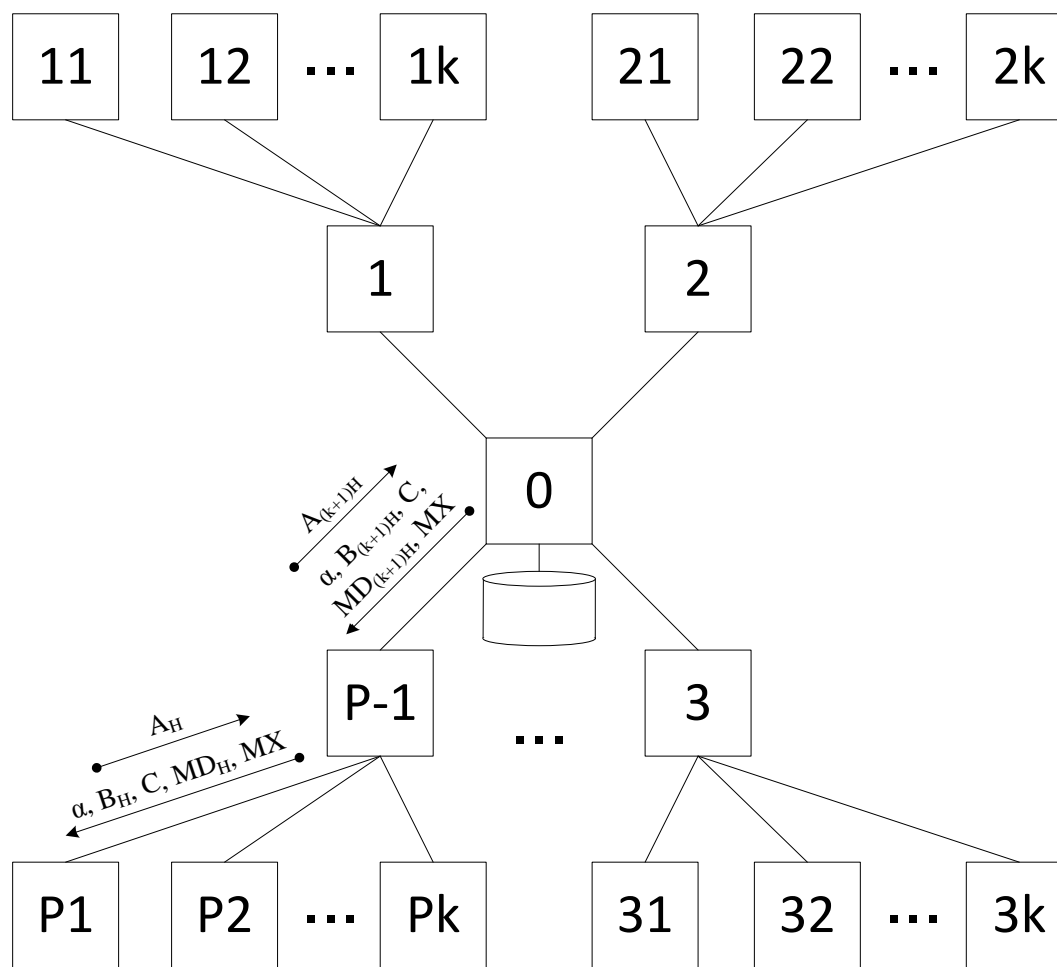 11 12 ... 1k 21 22 ... 2k
1 2
0
A(k+1)H
α, B(k+1)H, C,
MD(k+1)H, MX
P-1 ... 3
AH
α, BH, C, MDH, MX
P1 P2 ... Pk 31 32 ... 3k